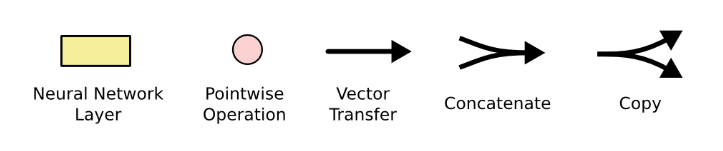 Neural Network
Layer
Pointwise
Operation
Vector
Transfer
Concatenate
Copy